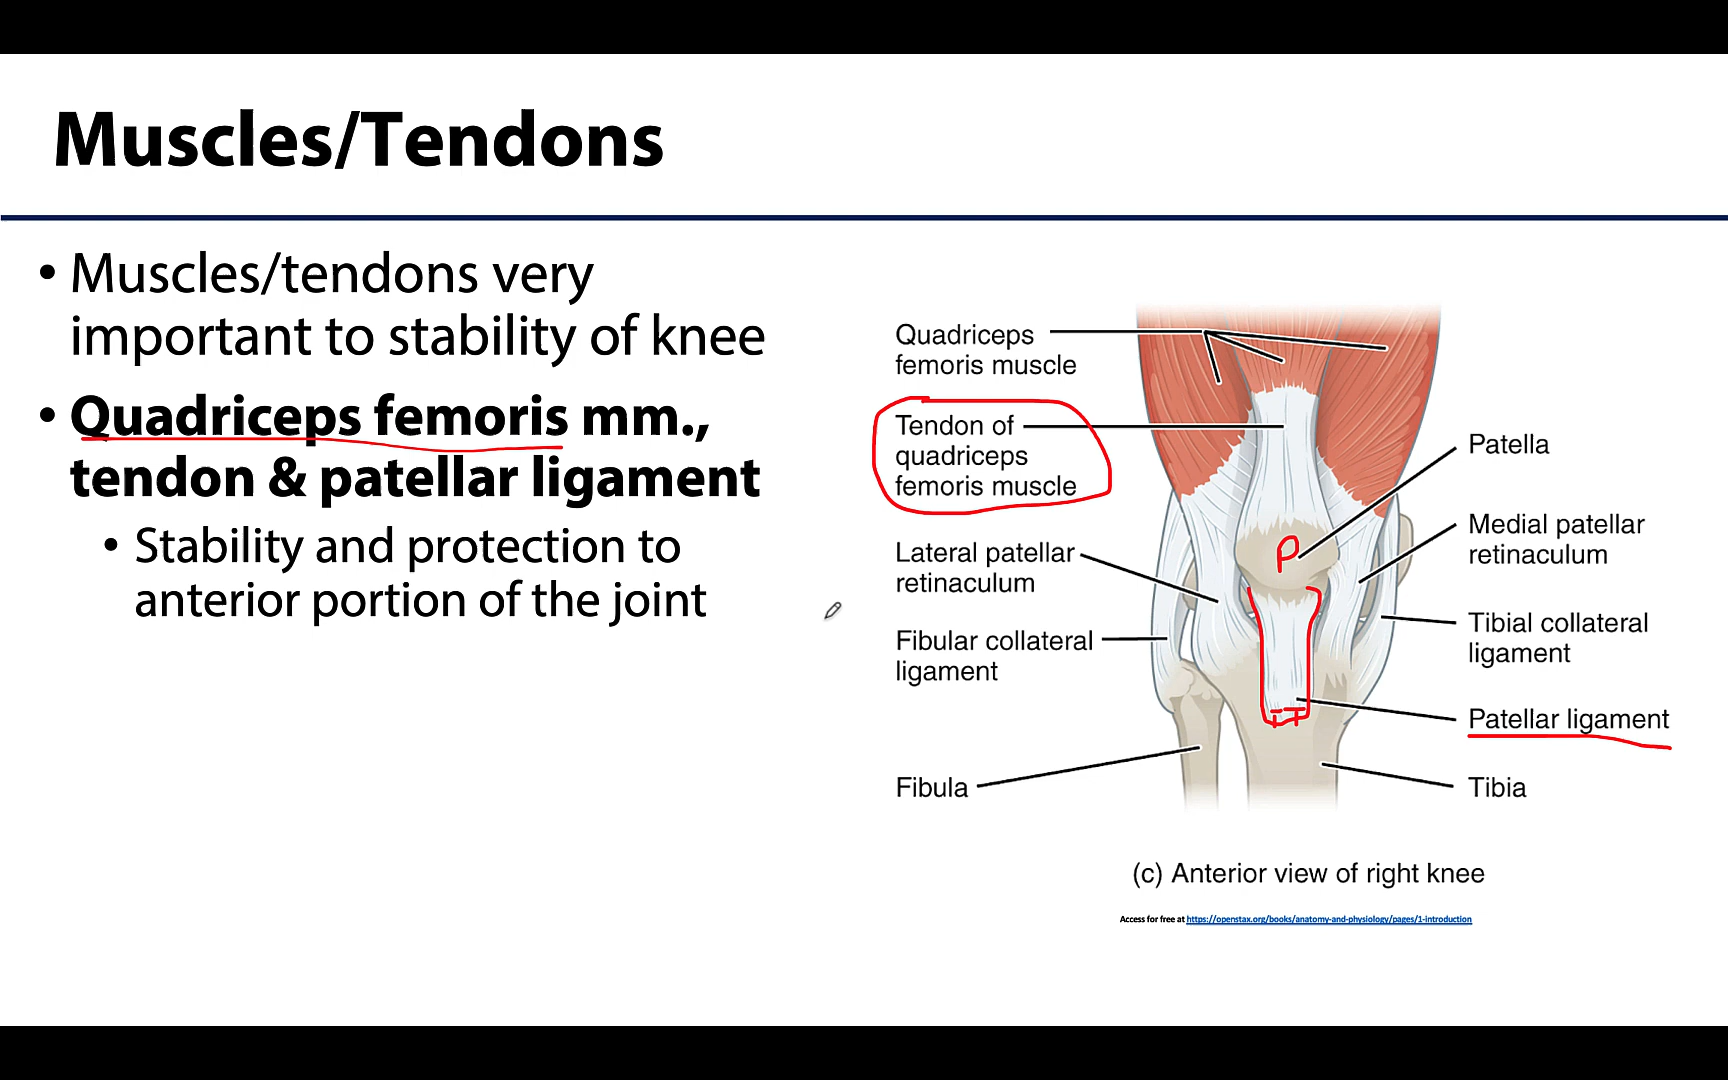 Muscles/Tendons
• Muscles/tendons very
important to stability of knee
• Quadriceps femoris mm.,
tendon & patellar ligament
• Stability and protection to
anterior portion of the joint
Quadriceps
femoris muscle
Tendon of
quadriceps
femoris muscle
Lateral patellar
retinaculum
Fibular collateral
ligament
Fibula
P
Patella
Medial patellar
retinaculum
Tibial collateral
ligament
Patellar ligament
Tibia
(c) Anterior view of right knee
Access for free at https://openstax.org/books/anatomy-and-physiology/pages/1-introduction